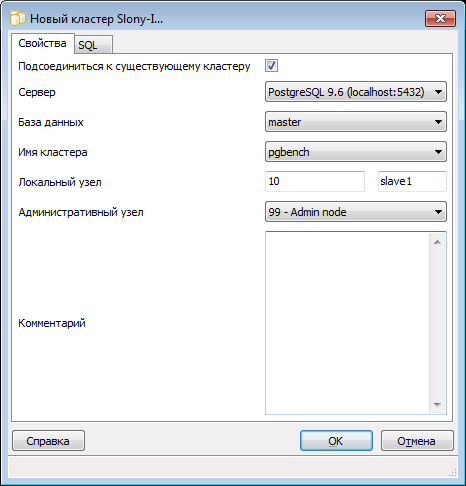 Новый кластер Slony-I...
Свойства SQL
Подсоединиться к существующему кластеру
Сервер PostgreSQL 9.6 (localhost:5432)
База данных master
Имя кластера pgbench
Локальный узел 10 slave1
Административный узел 99 - Admin node
Комментарий
Справка OK Отмена